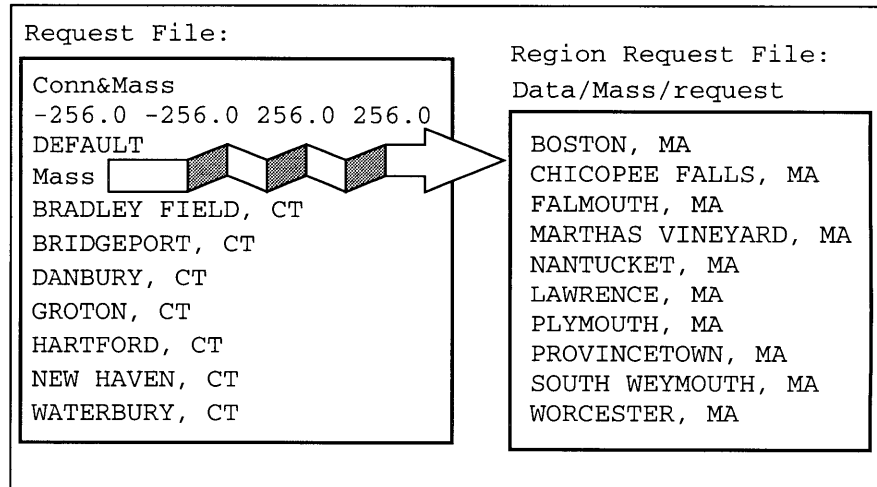 Request File:
Conn&Mass
-256.0 -256.0 256.0 256.0
DEFAULT
Mass
BRADLEY FIELD, CT
BRIDGEPORT, CT
DANBURY, CT
GROTON, CT
HARTFORD, CT
NEW HAVEN, CT
WATERBURY, CT
Region Request File:
Data/Mass/request
BOSTON, MA
CHICOPEE FALLS, MA
FALMOUTH, MA
MARTHAS VINEYARD, MA
NANTUCKET, MA
LAWRENCE, MA
PLYMOUTH, MA
PROVINCETOWN, MA
SOUTH WEYMOUTH, MA
WORCESTER, MA